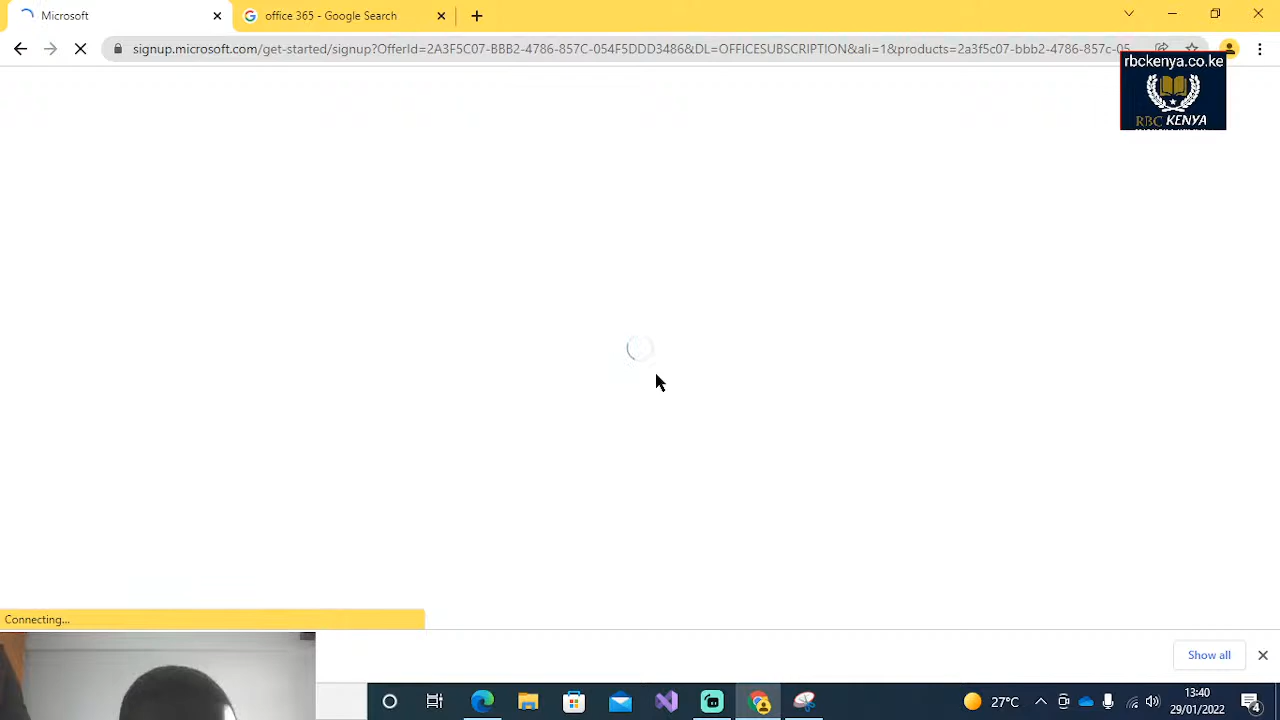 Microsoft
office 365 - Google Search
signup.microsoft.com/get-started/signup?OfferId=2A3F5C07-BBB2-4786-857C-054F5DDD3486&DL=OFFICESUBSCRIPTION&ali=1&products=2a3f5c07-bbb2-4786-857c-05
rbckenya.co.ke
RBC KENYA
Connecting...
Show all
27°C
13:40
29/01/2022
4